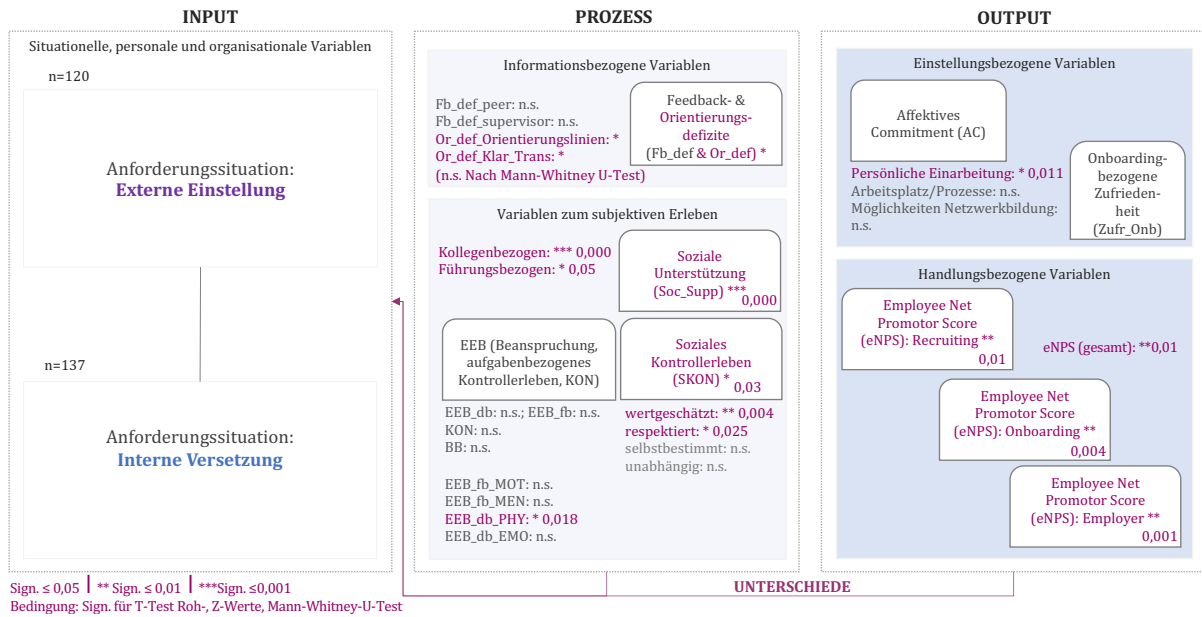 INPUT
Situationelle, personale und organisationale Variablen
n=120
Anforderungssituation:
Externe Einstellung
n=137
Anforderungssituation:
Interne Versetzung
PROZESS
Informationsbezogene Variablen
Fb_def_peer: n.s.
Fb_def_supervisor: n.s.
Or_def_Orientierungslinien: *
Or_def_Klar_Trans: *
(n.s. Nach Mann-Whitney U-Test)
Feedback- &
Orientierungs-
defizite
(Fb_def & Or_def) *
Variablen zum subjektiven Erleben
Kollegenbezogen: *** 0,000
Führungsbezogen: * 0,05
Soziale
Unterstützung
(Soc_Supp) ***
0,000
EEB (Beanspruchung,
aufgabenbezogenes
Kontrollerleben, KON)
Soziales
Kontrollerleben
(SKON) *
0,03
EEB_db: n.s.; EEB_fb: n.s.
KON: n.s.
BB: n.s.
wertgeschätzt: ** 0,004
respektiert: * 0,025
selbstbestimmt: n.s.
unabhängig: n.s.
EEB_fb_MOT: n.s.
EEB_fb_MEN: n.s.
EEB_db_PHY: * 0,018
EEB_db_EMO: n.s.
OUTPUT
Einstellungsbezogene Variablen
Affektives
Commitment (AC)
Persönliche Einarbeitung: * 0,011
Arbeitsplatz/Prozesse: n.s.
Möglichkeiten Netzwerkbildung:
n.s.
Onboarding-
bezogene
Zufrieden-
heit
(Zufr_Onb)
Handlungsbezogene Variablen
Employee Net
Promotor Score
(eNPS): Recruiting **
0,01
eNPS (gesamt): **0,01
Employee Net
Promotor Score
(eNPS): Onboarding **
0,004
Employee Net
Promotor Score
(eNPS): Employer **
0,001
UNTERSCHIEDE
Sign. ≤ 0,05 | ** Sign. ≤ 0,01 | ***Sign. ≤0,001
Bedingung: Sign. für T-Test Roh-, Z-Werte, Mann-Whitney-U-Test